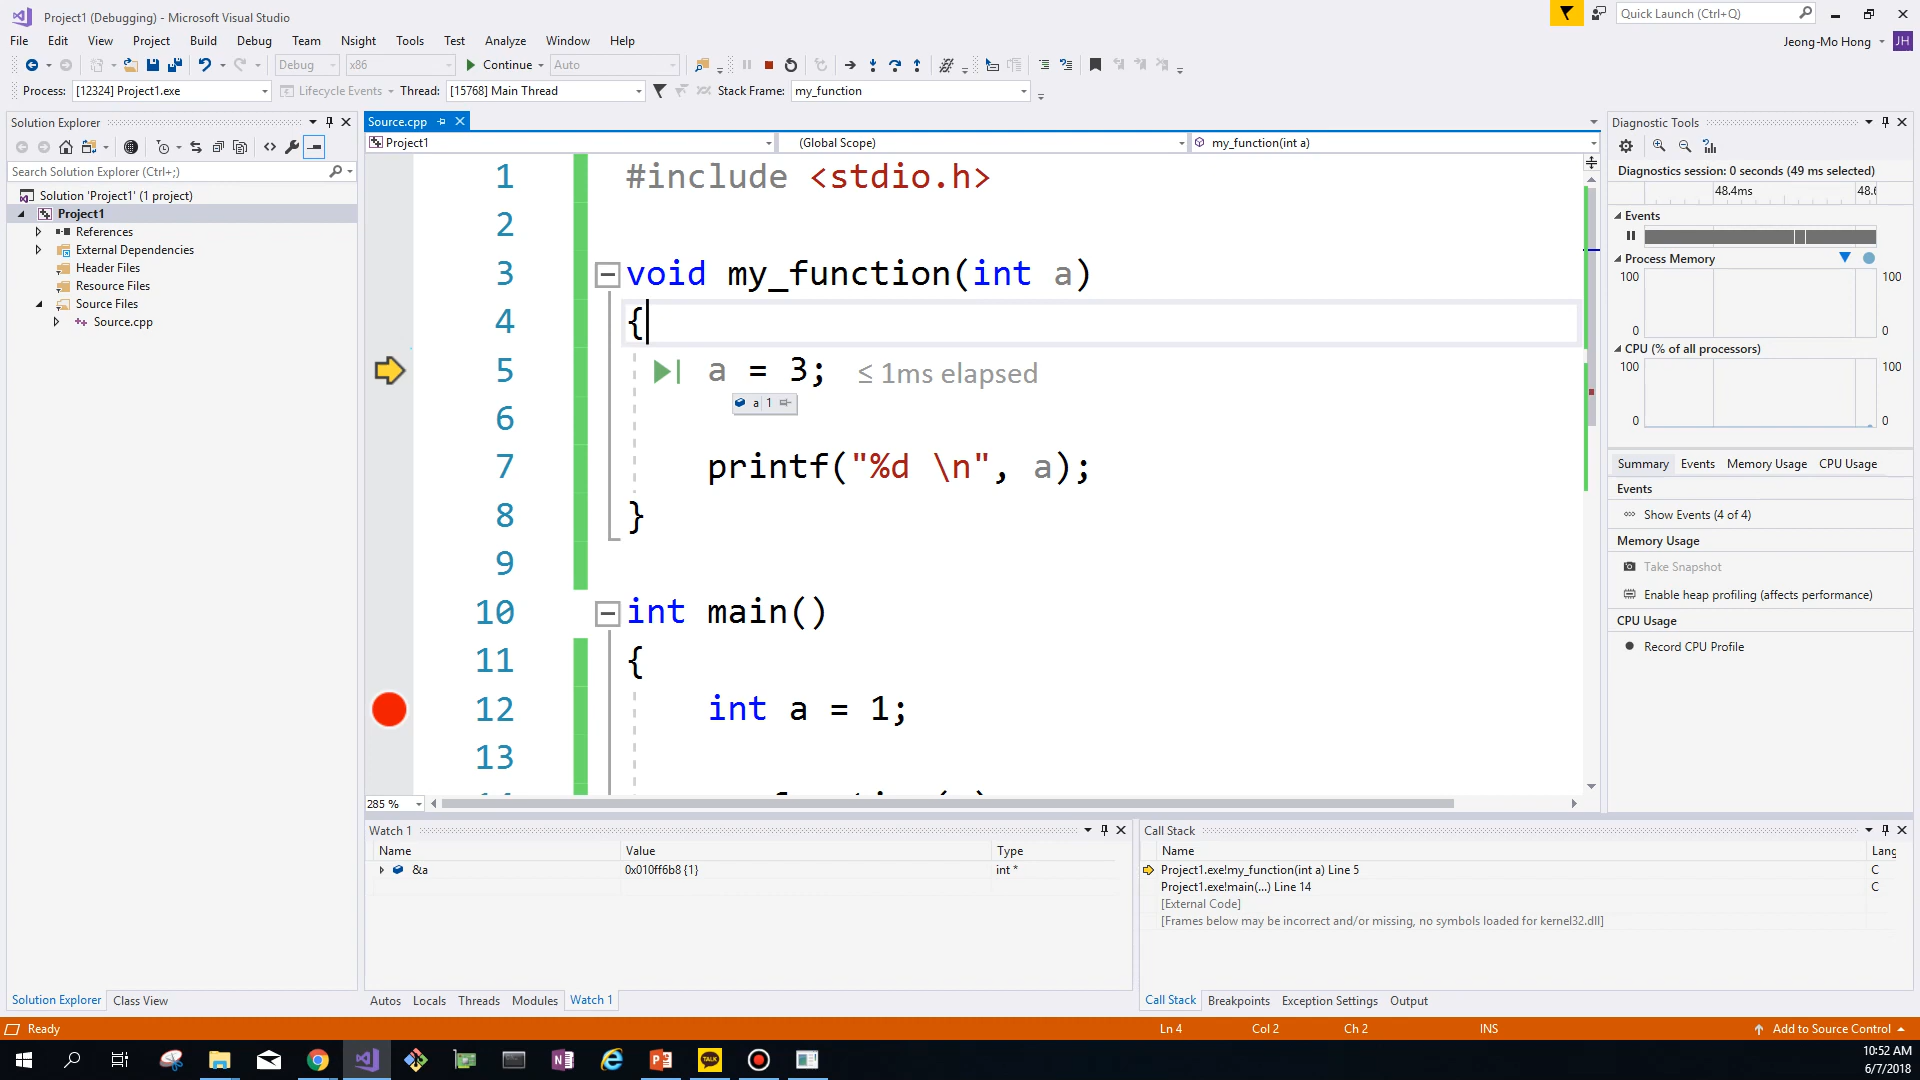 Project1 (Debugging) - Microsoft Visual Studio
Quick Launch (Ctrl+Q)
File Edit View Project Build Debug Team Nsight Tools Test Analyze Window Help
Jeong-Mo Hong JH
Debug x86 Continue Auto
Process: [12324] Project1.exe Lifecycle Events Thread: [15768] Main Thread Stack Frame: my_function
Solution Explorer
Search Solution Explorer (Ctrl+;)
Solution 'Project1' (1 project)
Project1
References
External Dependencies
Header Files
Resource Files
Source Files
Source.cpp
Source.cpp
Project1 (Global Scope) my_function(int a)
1 #include <stdio.h>
2
3 void my_function(int a)
4 {
5 a = 3; ≤ 1ms elapsed
a 1
6
7 printf("%d \n", a);
8 }
9
10 int main()
11 {
12 int a = 1;
13
285 %
Diagnostic Tools
Diagnostics session: 0 seconds (49 ms selected)
48.4ms
Events
Process Memory
100 100
0 0
CPU (% of all processors)
100 100
0 0
Summary Events Memory Usage CPU Usage
Events
Show Events (4 of 4)
Memory Usage
Take Snapshot
Enable heap profiling (affects performance)
CPU Usage
Record CPU Profile
Watch 1
Name Value Type
&a 0x010ff6b8 {1} int *
Autos Locals Threads Modules Watch 1
Call Stack
Name Lang
Project1.exe!my_function(int a) Line 5 C
Project1.exe!main(...) Line 14 C
[External Code]
[Frames below may be incorrect and/or missing, no symbols loaded for kernel32.dll]
Call Stack Breakpoints Exception Settings Output
Solution Explorer Class View
Ready Ln 4 Col 2 Ch 2 INS Add to Source Control
TALK
10:52 AM
6/7/2018